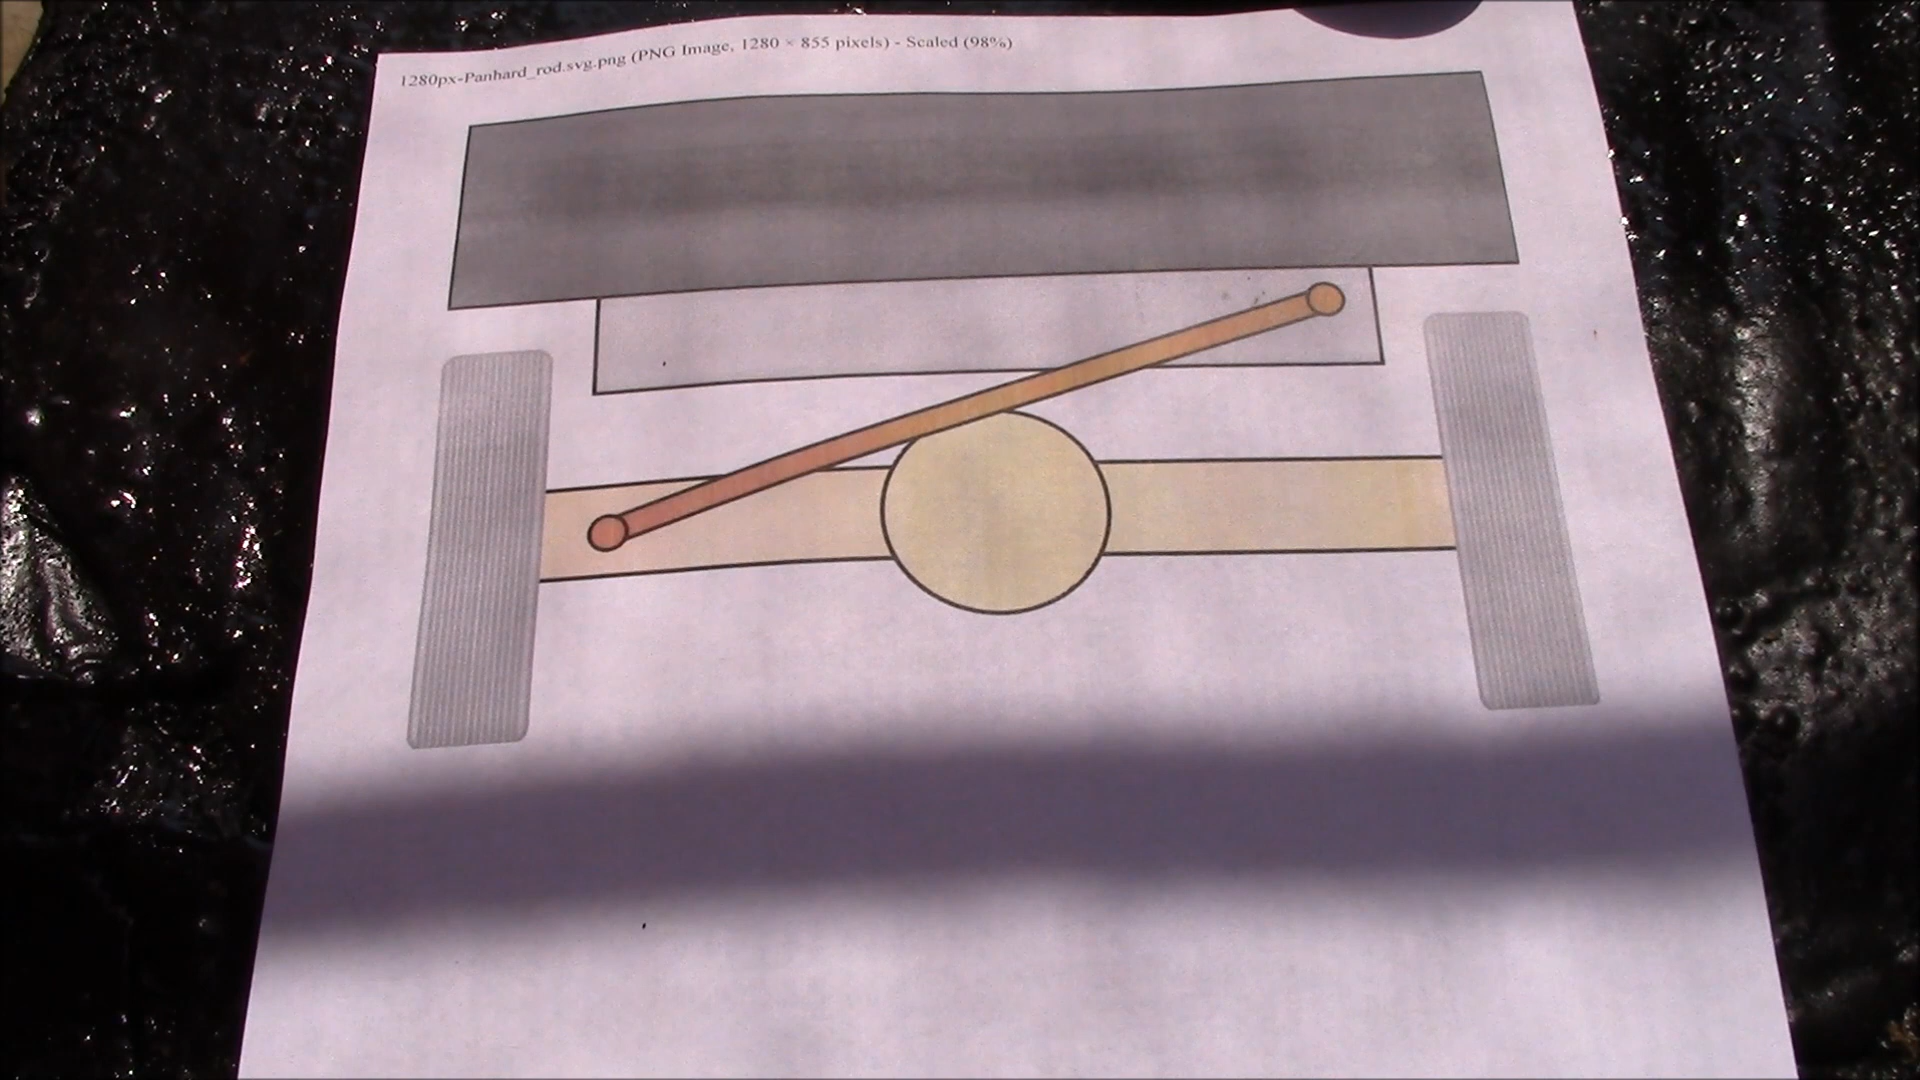 1280px-Panhard_rod.svg.png (PNG Image, 1280 × 855 pixels) - Scaled (98%)